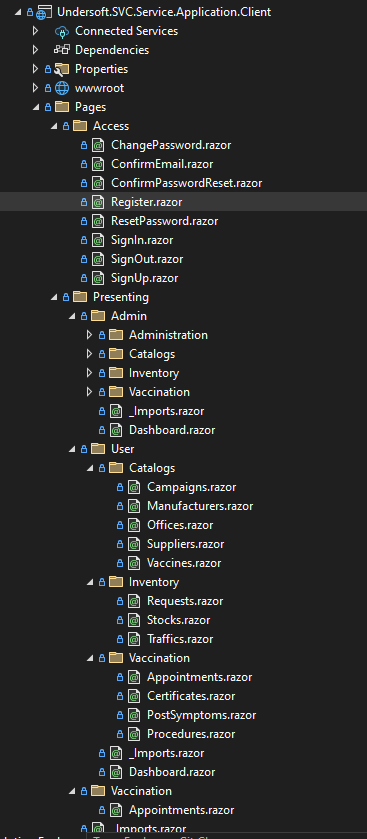 Undersoft.SVC.Service.Application.Client
Connected Services
Dependencies
Properties
wwwroot
Pages
Access
ChangePassword.razor
ConfirmEmail.razor
ConfirmPasswordReset.razor
Register.razor
ResetPassword.razor
SignIn.razor
SignOut.razor
SignUp.razor
Presenting
Admin
Administration
Catalogs
Inventory
Vaccination
_Imports.razor
Dashboard.razor
User
Catalogs
Campaigns.razor
Manufacturers.razor
Offices.razor
Suppliers.razor
Vaccines.razor
Inventory
Requests.razor
Stocks.razor
Traffics.razor
Vaccination
Appointments.razor
Certificates.razor
PostSymptoms.razor
Procedures.razor
_Imports.razor
Dashboard.razor
Vaccination
Appointments.razor
_Imports.razor